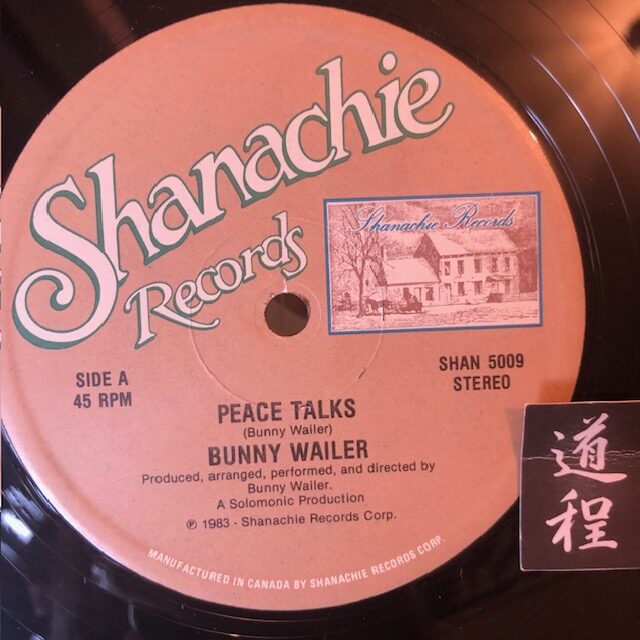 Shanachie
Records
Shanachie Records
SIDE A
45 RPM
SHAN 5009
STEREO
PEACE TALKS
(Bunny Wailer)
BUNNY WAILER
Produced, arranged, performed, and directed by
Bunny Wailer.
A Solomonic Production
℗ 1983 - Shanachie Records Corp.
MANUFACTURED IN CANADA BY SHANACHIE RECORDS CORP.
道程